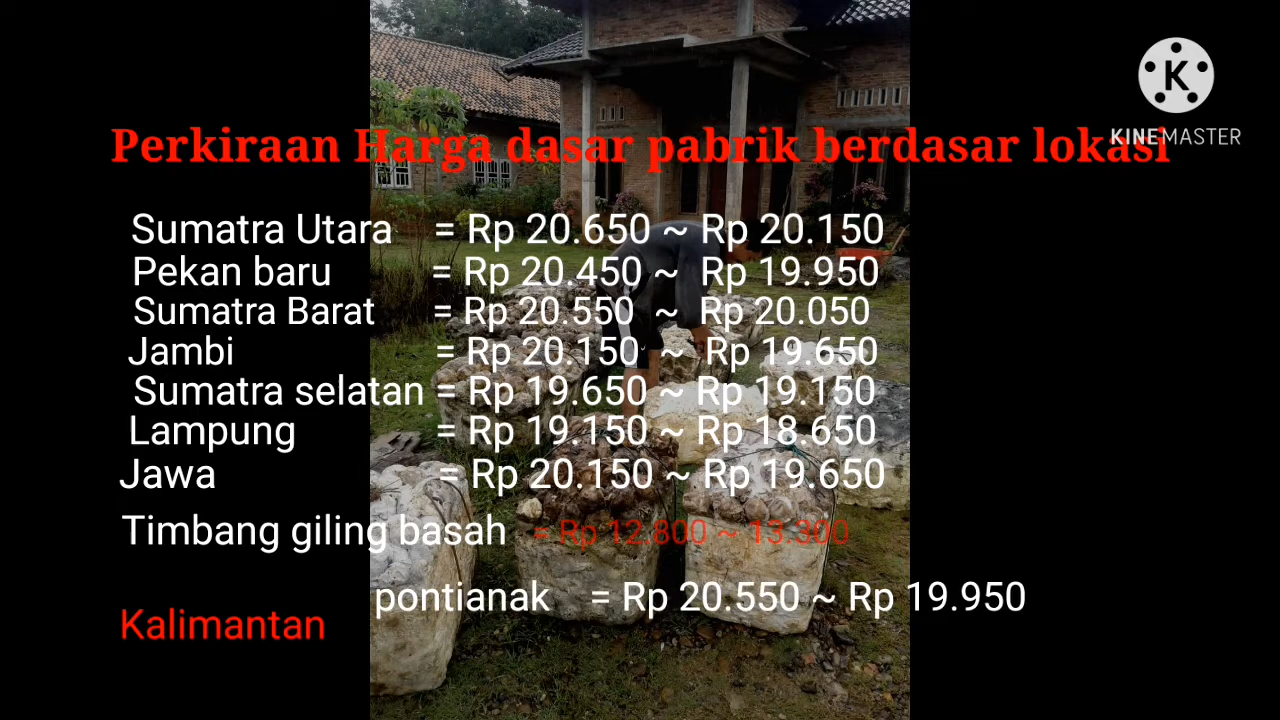 KINEMASTER
Perkiraan Harga dasar pabrik berdasar lokasi
Sumatra Utara = Rp 20.650 ~ Rp 20.150
Pekan baru = Rp 20.450 ~ Rp 19.950
Sumatra Barat = Rp 20.550 ~ Rp 20.050
Jambi = Rp 20.150 ~ Rp 19.650
Sumatra selatan = Rp 19.650 ~ Rp 19.150
Lampung = Rp 19.150 ~ Rp 18.650
Jawa = Rp 20.150 ~ Rp 19.650
Timbang giling basah = Rp 12.800 ~ 13.300
pontianak = Rp 20.550 ~ Rp 19.950
Kalimantan